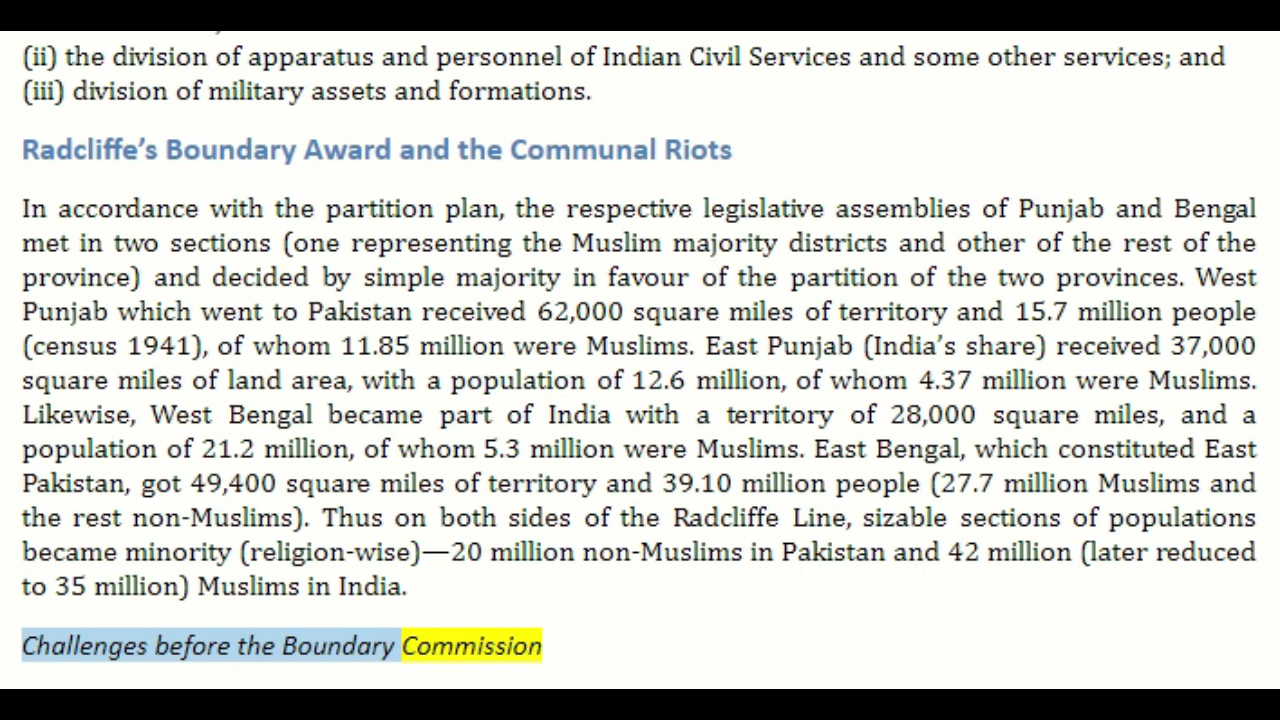 (ii) the division of apparatus and personnel of Indian Civil Services and some other services; and
(iii) division of military assets and formations.
Radcliffe’s Boundary Award and the Communal Riots
In accordance with the partition plan, the respective legislative assemblies of Punjab and Bengal
met in two sections (one representing the Muslim majority districts and other of the rest of the
province) and decided by simple majority in favour of the partition of the two provinces. West
Punjab which went to Pakistan received 62,000 square miles of territory and 15.7 million people
(census 1941), of whom 11.85 million were Muslims. East Punjab (India’s share) received 37,000
square miles of land area, with a population of 12.6 million, of whom 4.37 million were Muslims.
Likewise, West Bengal became part of India with a territory of 28,000 square miles, and a
population of 21.2 million, of whom 5.3 million were Muslims. East Bengal, which constituted East
Pakistan, got 49,400 square miles of territory and 39.10 million people (27.7 million Muslims and
the rest non-Muslims). Thus on both sides of the Radcliffe Line, sizable sections of populations
became minority (religion-wise)—20 million non-Muslims in Pakistan and 42 million (later reduced
to 35 million) Muslims in India.
Challenges before the Boundary Commission